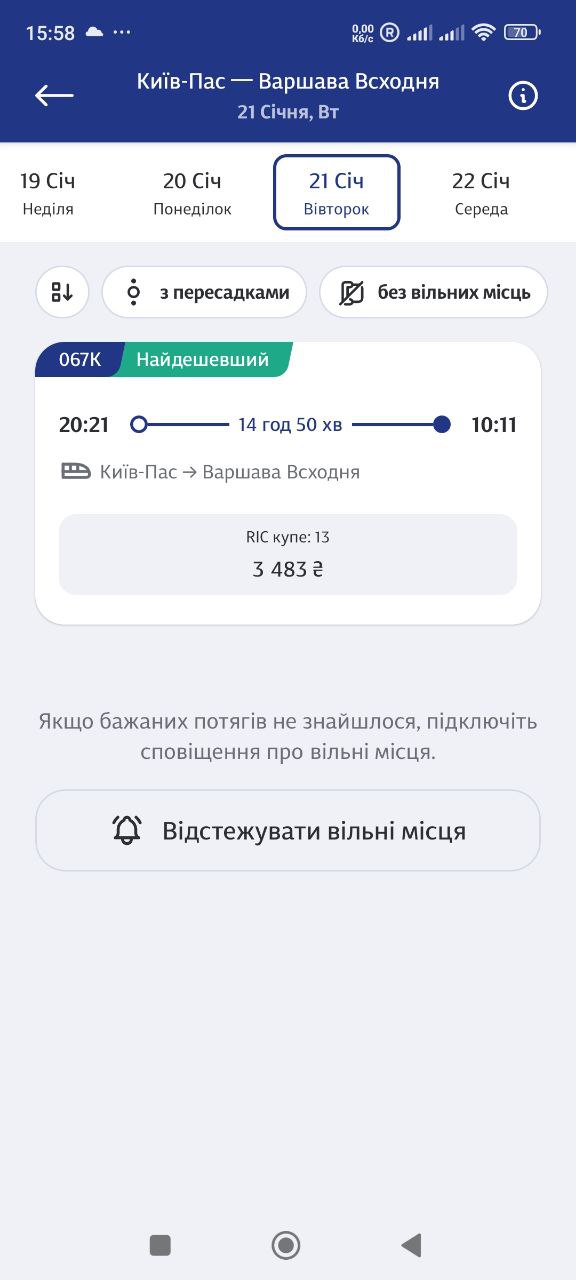 15:58 ... 0,00 Кб/с R 70
Київ-Пас — Варшава Всходня
21 Січня, Вт
19 Січ 20 Січ 21 Січ 22 Січ
Неділя Понеділок Вівторок Середа
з пересадками без вільних місць
067К Найдешевший
20:21 14 год 50 хв 10:11
Київ-Пас → Варшава Всходня
RIC купе: 13
3 483 ₴
Якщо бажаних потягів не знайшлося, підключіть
сповіщення про вільні місця.
Відстежувати вільні місця